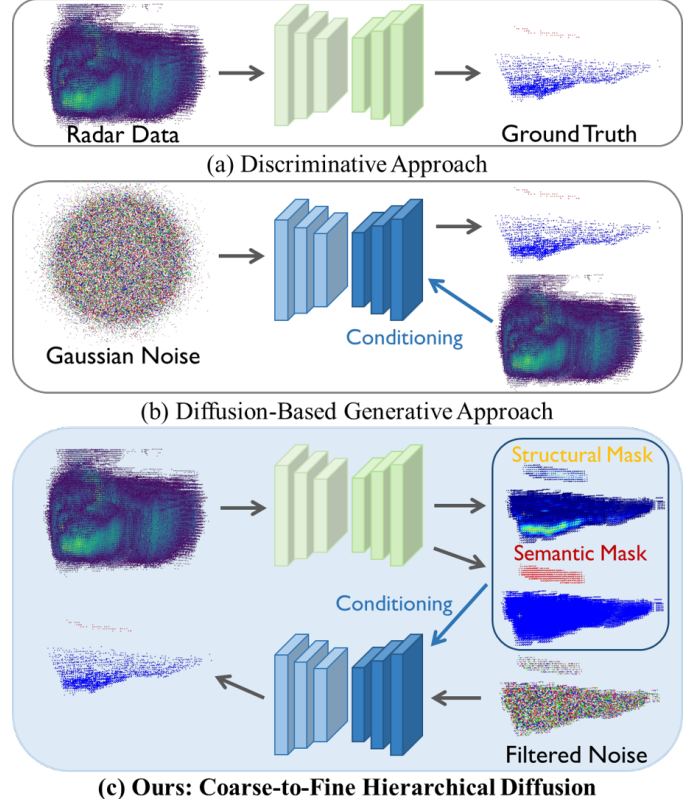 Radar Data
Ground Truth
(a) Discriminative Approach
Gaussian Noise
Conditioning
(b) Diffusion-Based Generative Approach
Structural Mask
Semantic Mask
Conditioning
Filtered Noise
(c) Ours: Coarse-to-Fine Hierarchical Diffusion